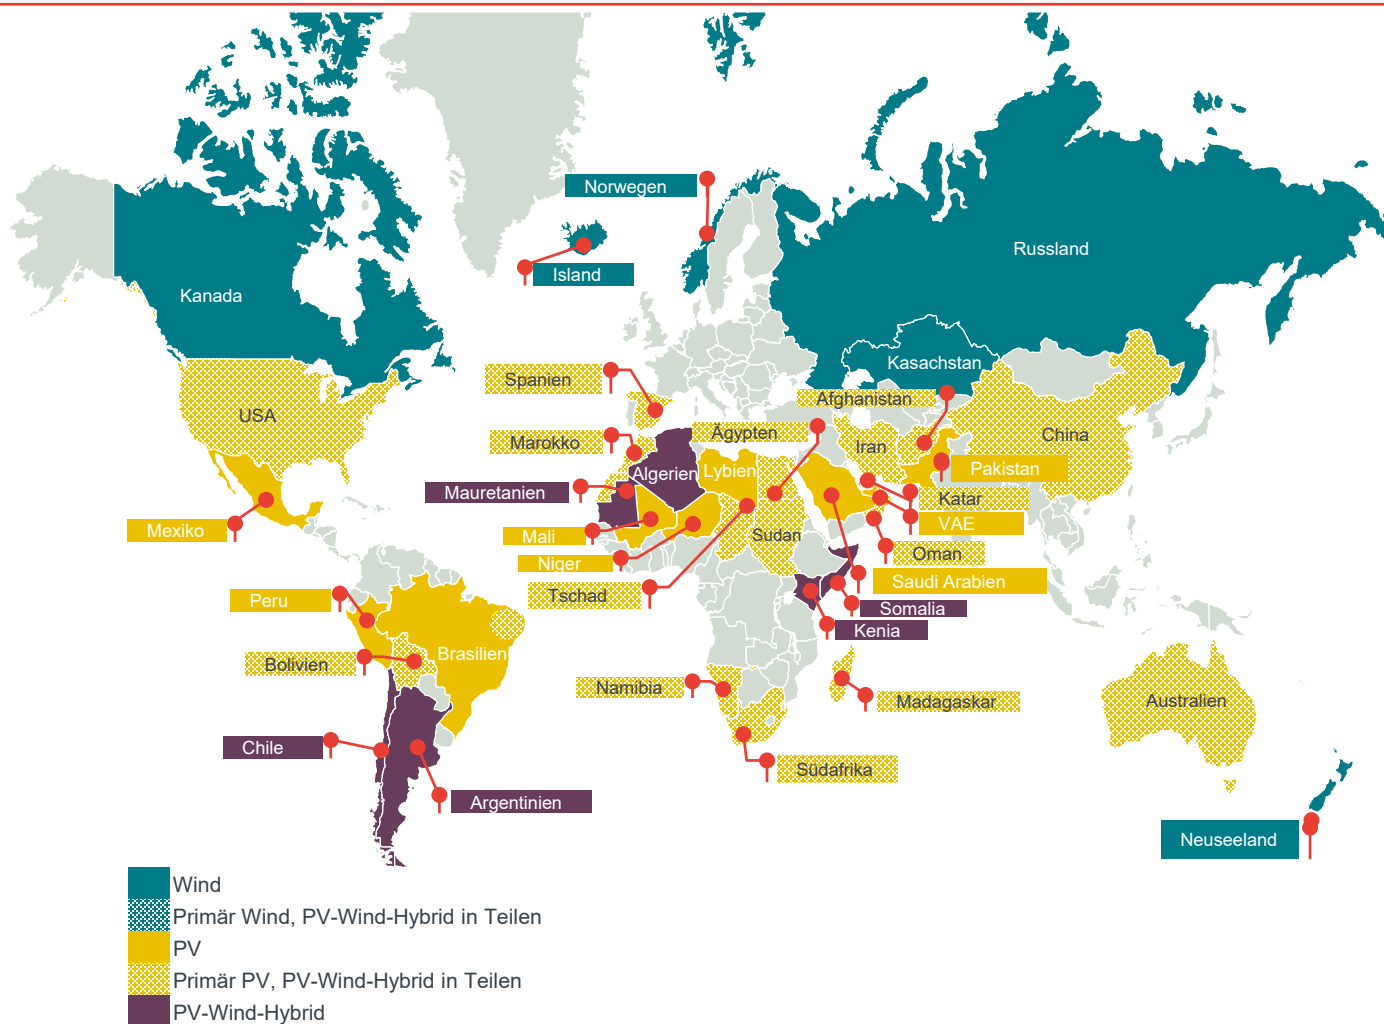 Norwegen
Russland
Island
Kanada
Kasachstan
Spanien
Afghanistan
USA
Marokko
Ägypten
Iran
China
Algerien
Lybien
Pakistan
Mauretanien
Katar
Mexiko
Mali
Sudan
VAE
Niger
Oman
Tschad
Saudi Arabien
Peru
Somalia
Kenia
Brasilien
Bolivien
Namibia
Madagaskar
Australien
Chile
Südafrika
Argentinien
Neuseeland
Wind
Primär Wind, PV-Wind-Hybrid in Teilen
PV
Primär PV, PV-Wind-Hybrid in Teilen
PV-Wind-Hybrid